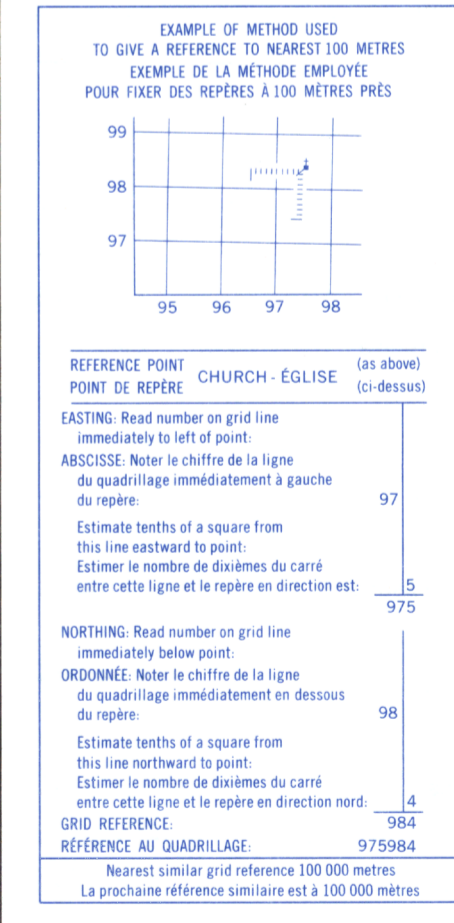 EXAMPLE OF METHOD USED
TO GIVE A REFERENCE TO NEAREST 100 METRES
EXEMPLE DE LA MÉTHODE EMPLOYÉE
POUR FIXER DES REPÈRES À 100 MÈTRES PRÈS
99
98
97
95 96 97 98
REFERENCE POINT CHURCH - ÉGLISE (as above)
POINT DE REPÈRE (ci-dessus)
EASTING: Read number on grid line
immediately to left of point:
ABSCISSE: Noter le chiffre de la ligne
du quadrillage immédiatement à gauche
du repère: 97
Estimate tenths of a square from
this line eastward to point:
Estimer le nombre de dixièmes du carré
entre cette ligne et le repère en direction est: 5
975
NORTHING: Read number on grid line
immediately below point:
ORDONNÉE: Noter le chiffre de la ligne
du quadrillage immédiatement en dessous
du repère: 98
Estimate tenths of a square from
this line northward to point:
Estimer le nombre de dixièmes du carré
entre cette ligne et le repère en direction nord: 4
GRID REFERENCE: 984
RÉFÉRENCE AU QUADRILLAGE: 975984
Nearest similar grid reference 100 000 metres
La prochaine référence similaire est à 100 000 mètres